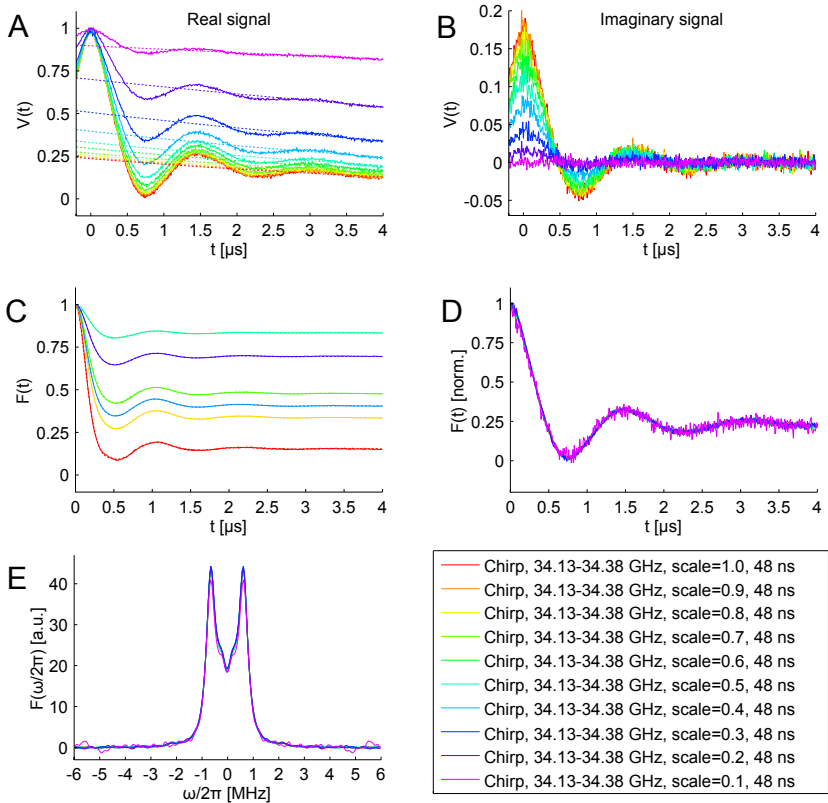 A
Real signal
1
0.75
0.5
0.25
0
V(t)
0 0.5 1 1.5 2 2.5 3 3.5 4
t [µs]
B
Imaginary signal
0.2
0.15
0.1
0.05
0
-0.05
V(t)
0 0.5 1 1.5 2 2.5 3 3.5 4
t [µs]
C
1
0.75
0.5
0.25
0
F(t)
0 0.5 1 1.5 2 2.5 3 3.5 4
t [µs]
D
1
0.75
0.5
0.25
0
F(t) [norm.]
0 0.5 1 1.5 2 2.5 3 3.5 4
t [µs]
E
40
30
20
10
0
F(ω/2π) [a.u.]
-6 -5 -4 -3 -2 -1 0 1 2 3 4 5 6
ω/2π [MHz]
Chirp, 34.13-34.38 GHz, scale=1.0, 48 ns
Chirp, 34.13-34.38 GHz, scale=0.9, 48 ns
Chirp, 34.13-34.38 GHz, scale=0.8, 48 ns
Chirp, 34.13-34.38 GHz, scale=0.7, 48 ns
Chirp, 34.13-34.38 GHz, scale=0.6, 48 ns
Chirp, 34.13-34.38 GHz, scale=0.5, 48 ns
Chirp, 34.13-34.38 GHz, scale=0.4, 48 ns
Chirp, 34.13-34.38 GHz, scale=0.3, 48 ns
Chirp, 34.13-34.38 GHz, scale=0.2, 48 ns
Chirp, 34.13-34.38 GHz, scale=0.1, 48 ns